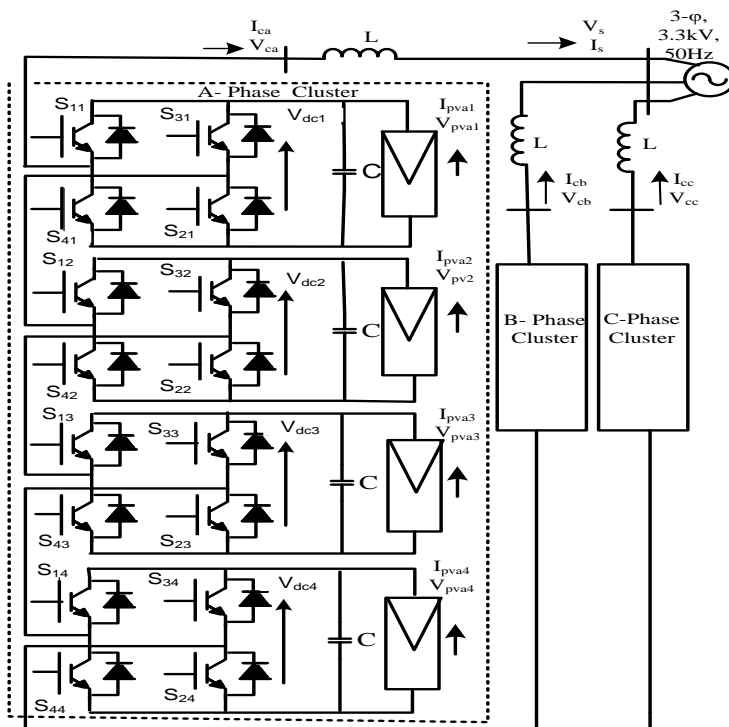 I_ca
V_ca
L
V_s
I_s
3-φ,
3.3kV,
50Hz
A- Phase Cluster
S_11
S_31
V_dc1
C
I_pva1
V_pva1
S_41
S_21
L
L
I_cb
V_cb
I_cc
V_cc
S_12
S_32
V_dc2
C
I_pva2
V_pv2
S_42
S_22
B- Phase
Cluster
C-Phase
Cluster
S_13
S_33
V_dc3
C
I_pva3
V_pva3
S_43
S_23
S_14
S_34
V_dc4
C
I_pva4
V_pva4
S_44
S_24